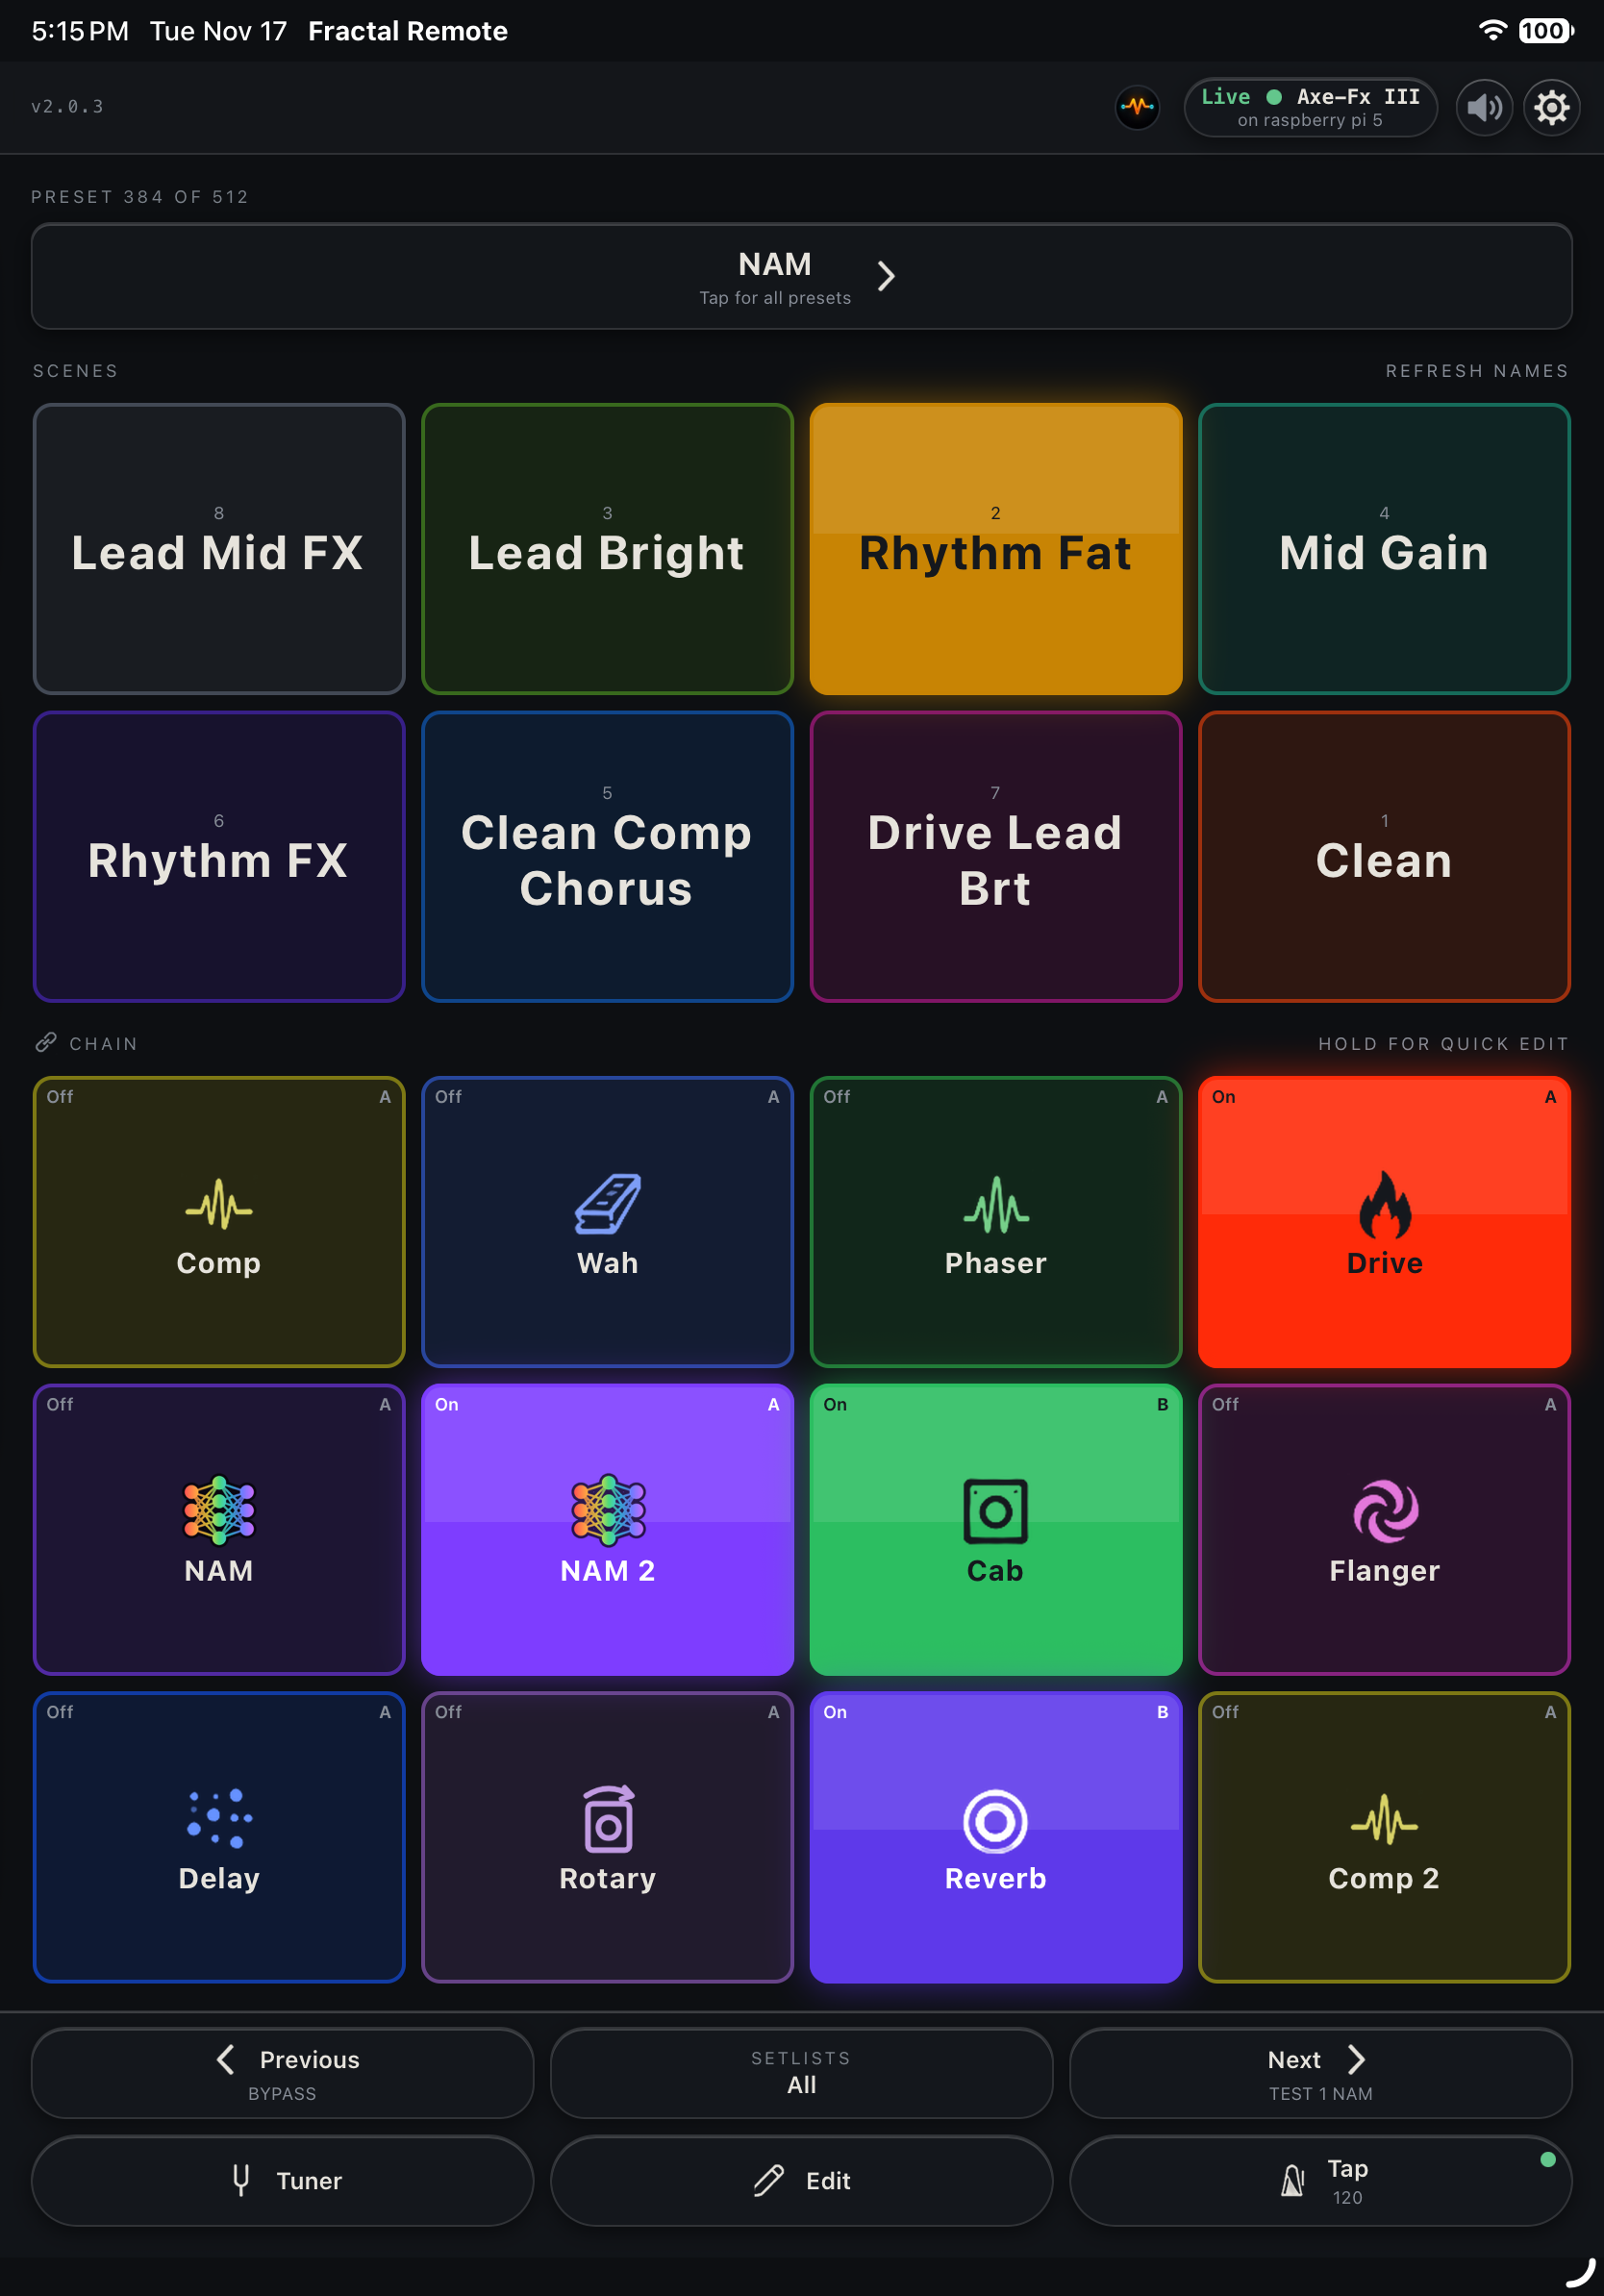 5:15 PM Tue Nov 17 Fractal Remote
100
v2.0.3
Live Axe-Fx III
on raspberry pi 5
PRESET 384 OF 512
NAM
Tap for all presets
SCENES
REFRESH NAMES
8
Lead Mid FX
3
Lead Bright
2
Rhythm Fat
4
Mid Gain
6
Rhythm FX
5
Clean Comp
Chorus
7
Drive Lead
Brt
1
Clean
CHAIN
HOLD FOR QUICK EDIT
Off A
Comp
Off A
Wah
Off A
Phaser
On A
Drive
Off A
NAM
On A
NAM 2
On B
Cab
Off A
Flanger
Off A
Delay
Off A
Rotary
On B
Reverb
Off A
Comp 2
Previous
BYPASS
SETLISTS
All
Next
TEST 1 NAM
Tuner
Edit
Tap
120